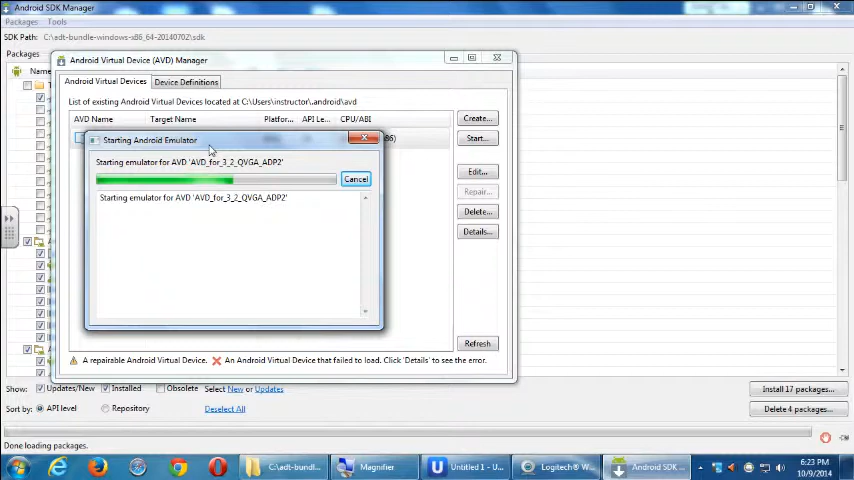 Android SDK Manager
Packages Tools
SDK Path: C:\adt-bundle-windows-x86_64-20140702\sdk
Packages
Android Virtual Device (AVD) Manager
Android Virtual Devices Device Definitions
List of existing Android Virtual Devices located at C:\Users\instructor\.android\avd
AVD Name Target Name Platfor... API Le... CPU/ABI
Create...
Start...
Edit...
Repair...
Delete...
Details...
Refresh
Starting Android Emulator
Starting emulator for AVD 'AVD_for_3_2_QVGA_ADP2'
Cancel
Starting emulator for AVD 'AVD_for_3_2_QVGA_ADP2'
A repairable Android Virtual Device. An Android Virtual Device that failed to load. Click 'Details' to see the error.
Show: Updates/New Installed Obsolete Select New or Updates
Install 17 packages...
Sort by: API level Repository Deselect All
Delete 4 packages...
Done loading packages.
C:\adt-bundle... Magnifier Untitled 1 - U... Logitech® W... Android SDK ...
6:23 PM
10/9/2014